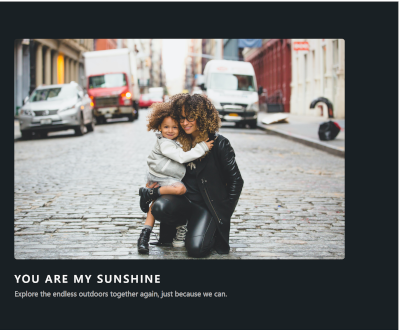 YOU ARE MY SUNSHINE
Explore the endless outdoors together again, just because we can.